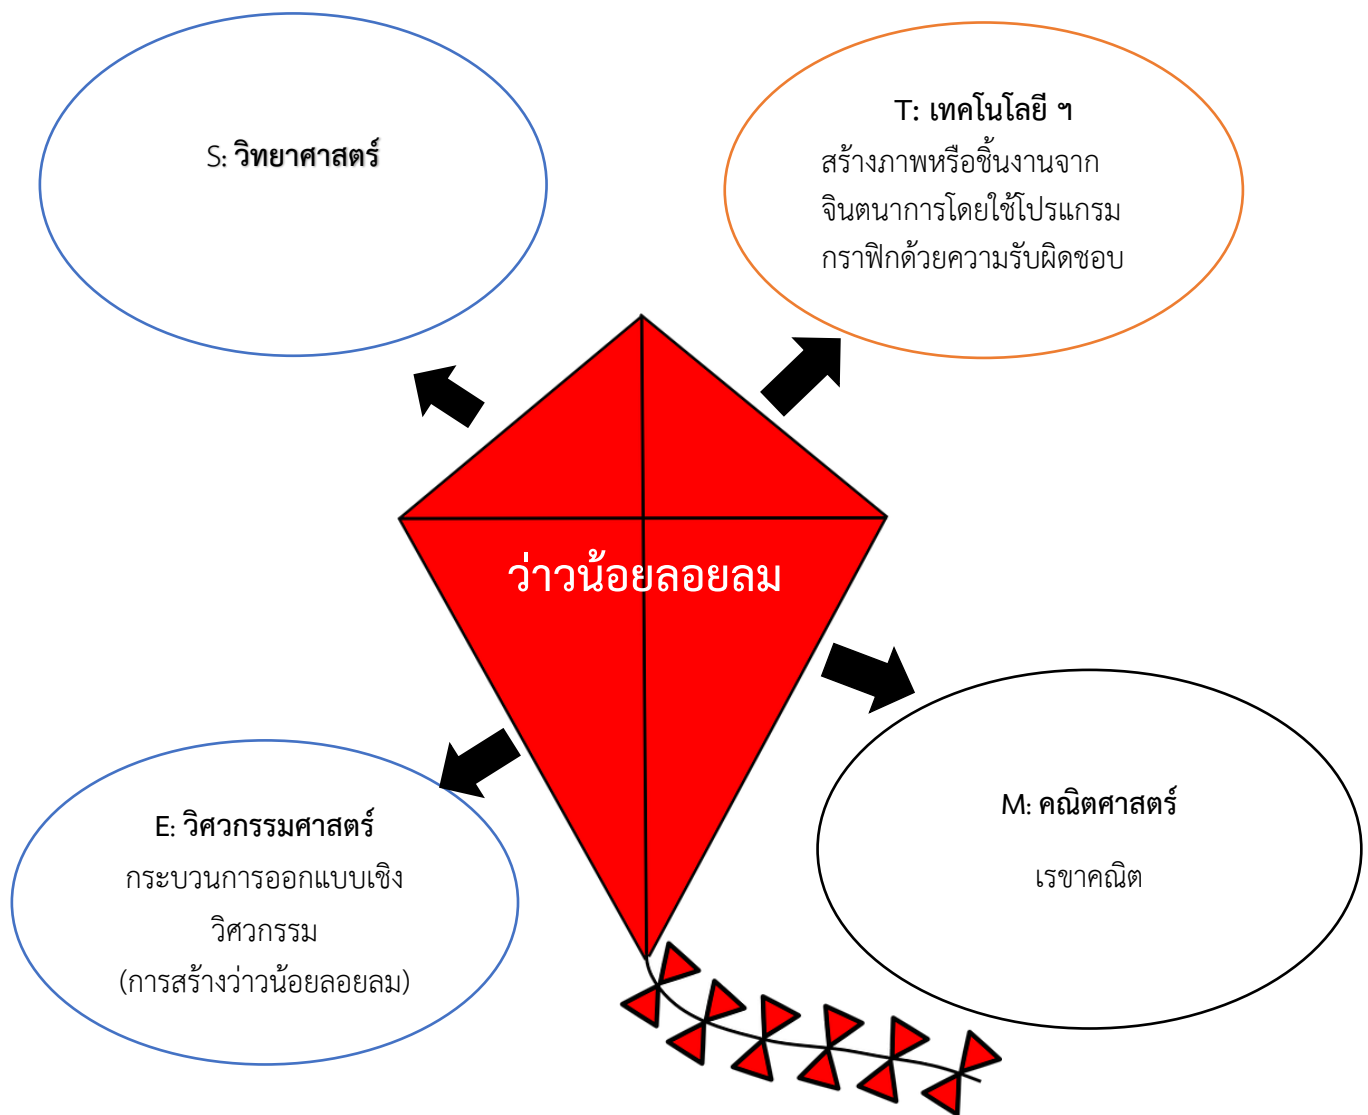 S: วิทยาศาสตร์
T: เทคโนโลยี ฯ
สร้างภาพหรือชิ้นงานจาก
จินตนาการโดยใช้โปรแกรม
กราฟิกด้วยความรับผิดชอบ
ว่าวน้อยลอยลม
E: วิศวกรรมศาสตร์
กระบวนการออกแบบเชิง
วิศวกรรม
(การสร้างว่าวน้อยลอยลม)
M: คณิตศาสตร์
เรขาคณิต